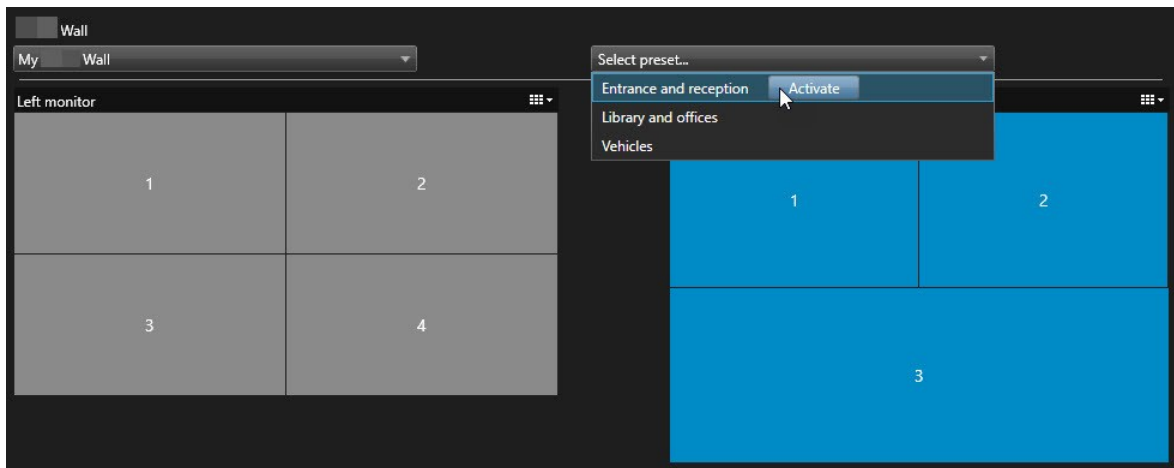 Wall
My Wall
Select preset...
Entrance and reception Activate
Library and offices
Vehicles
Left monitor
1 2
3 4
1 2
3